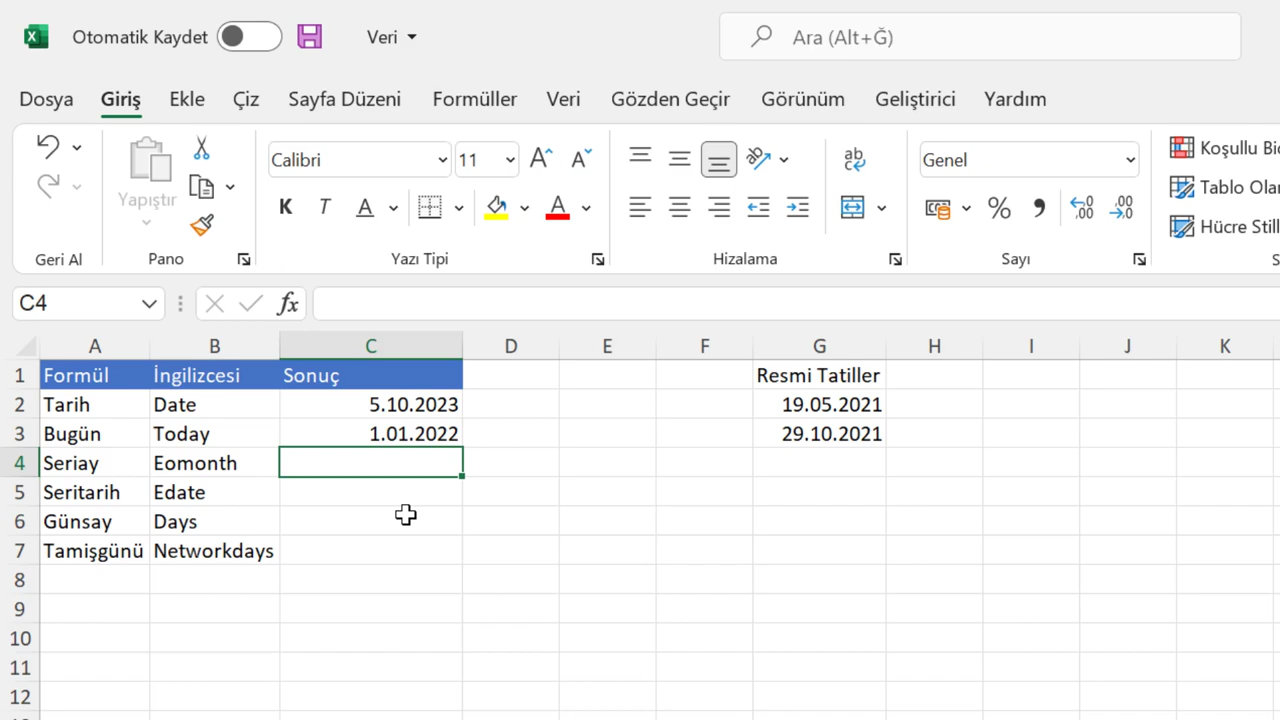 Otomatik Kaydet
Veri
Ara (Alt+Ğ)
Dosya Giriş Ekle Çiz Sayfa Düzeni Formüller Veri Gözden Geçir Görünüm Geliştirici Yardım
Yapıştır
Calibri 11
K T A A
ab
Genel
Koşullu Bi
Tablo Ola
Hücre Still
Geri Al Pano Yazı Tipi Hizalama Sayı S
C4
fx
A B C D E F G H I J K
1 Formül İngilizcesi Sonuç Resmi Tatiller
2 Tarih Date 5.10.2023 19.05.2021
3 Bugün Today 1.01.2022 29.10.2021
4 Seriay Eomonth
5 Seritarih Edate
6 Günsay Days
7 Tamişgünü Networkdays
8
9
10
11
12